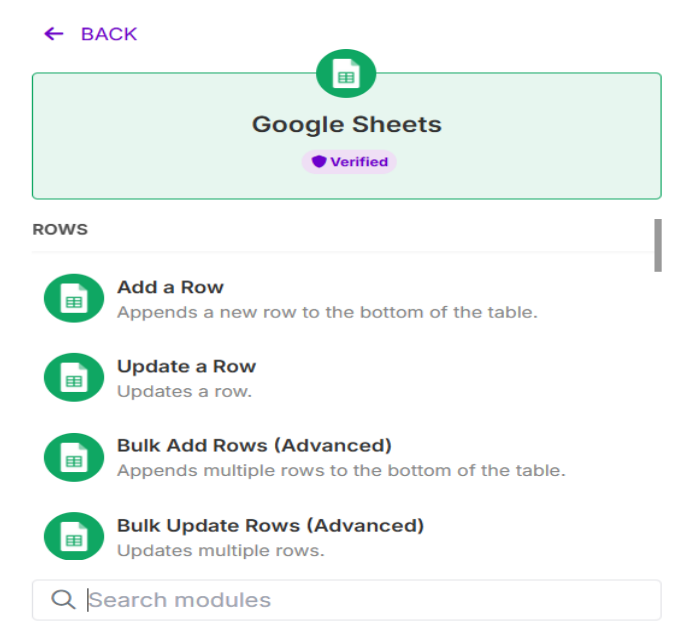 BACK
Google Sheets
Verified
ROWS
Add a Row
Appends a new row to the bottom of the table.
Update a Row
Updates a row.
Bulk Add Rows (Advanced)
Appends multiple rows to the bottom of the table.
Bulk Update Rows (Advanced)
Updates multiple rows.
Search modules